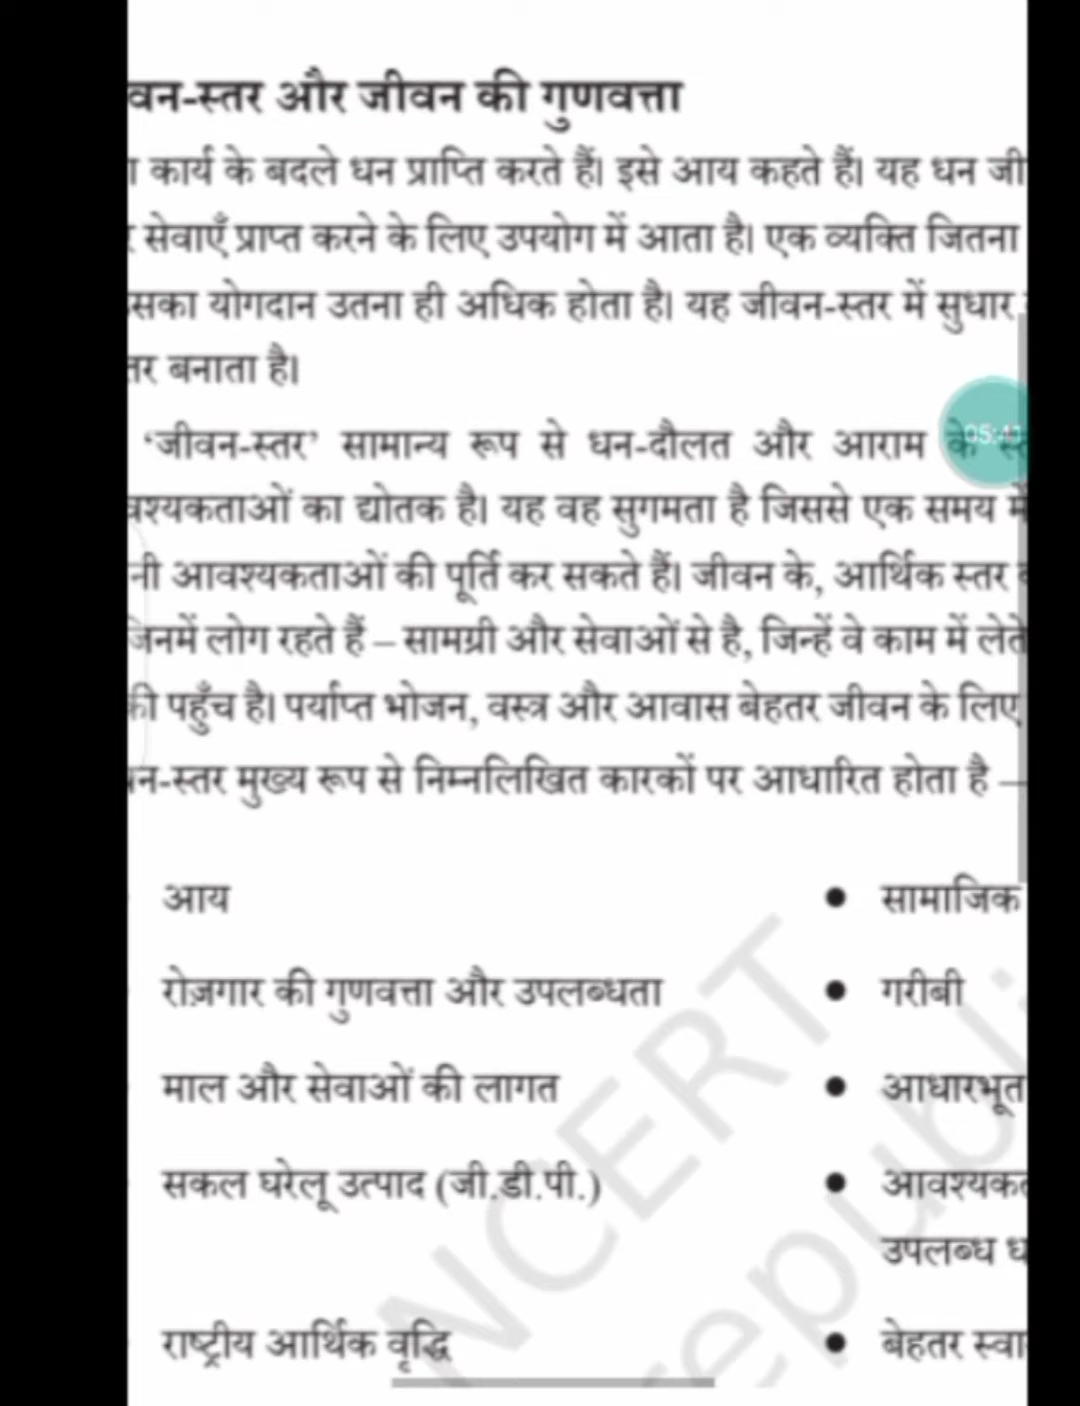 वन-स्तर और जीवन की गुणवत्ता
कार्य के बदले धन प्राप्ति करते हैं। इसे आय कहते हैं। यह धन जी
सेवाएँ प्राप्त करने के लिए उपयोग में आता है। एक व्यक्ति जितना
सका योगदान उतना ही अधिक होता है। यह जीवन-स्तर में सुधार
तर बनाता है।
'जीवन-स्तर' सामान्य रूप से धन-दौलत और आराम के
वश्यकताओं का द्योतक है। यह वह सुगमता है जिससे एक समय में
नी आवश्यकताओं की पूर्ति कर सकते हैं। जीवन के, आर्थिक स्तर
जिनमें लोग रहते हैं – सामग्री और सेवाओं से है, जिन्हें वे काम में लेते
की पहुँच है। पर्याप्त भोजन, वस्त्र और आवास बेहतर जीवन के लिए
वन-स्तर मुख्य रूप से निम्नलिखित कारकों पर आधारित होता है –
आय
• सामाजिक
रोज़गार की गुणवत्ता और उपलब्धता
• गरीबी
माल और सेवाओं की लागत
• आधारभूत
सकल घरेलू उत्पाद (जी.डी.पी.)
• आवश्यकत
उपलब्ध ध
राष्ट्रीय आर्थिक वृद्धि
• बेहतर स्वा
NCERT
republi